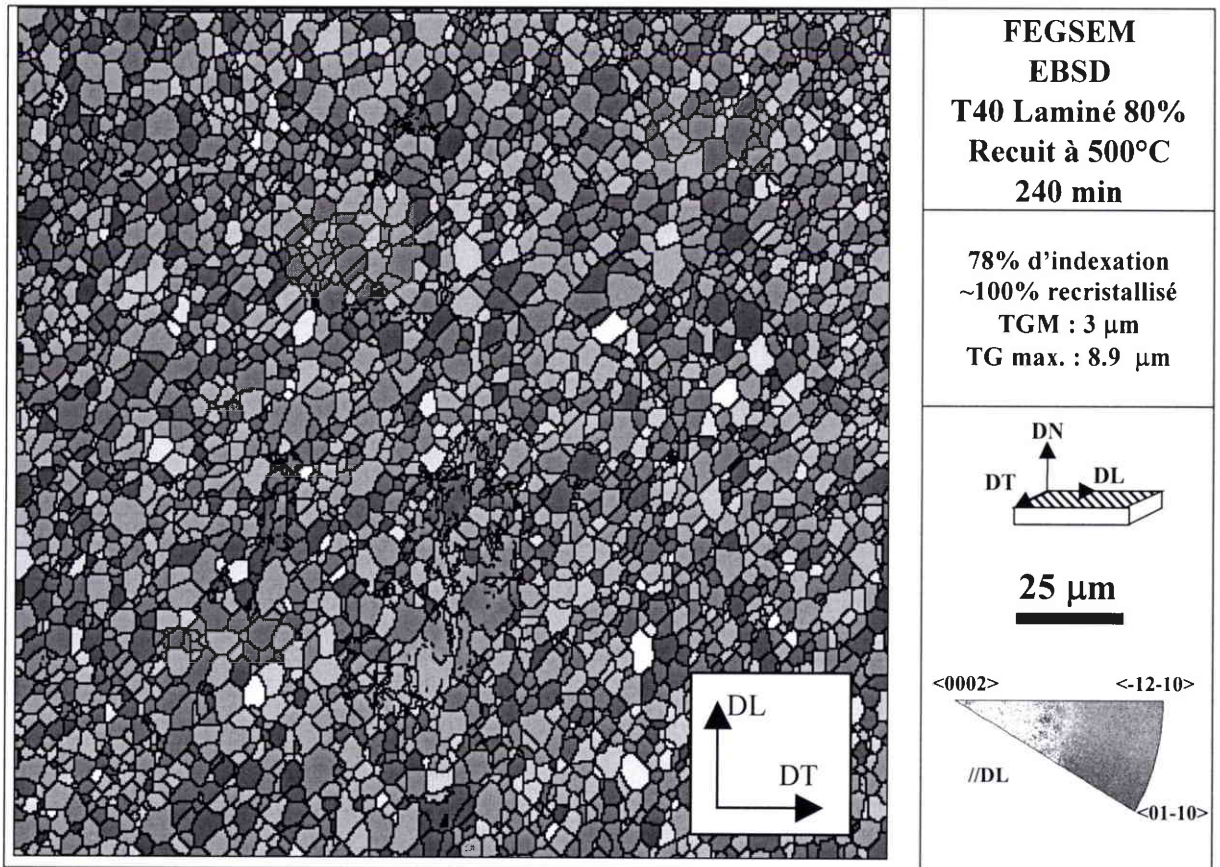 FEGSEM
EBSD
T40 Laminé 80%
Recuit à 500°C
240 min
78% d'indexation
~100% recristallisé
TGM : 3 μm
TG max. : 8.9 μm
DN
DT
DL
25 μm
<0002>
<-12-10>
//DL
<01-10>
DL
DT